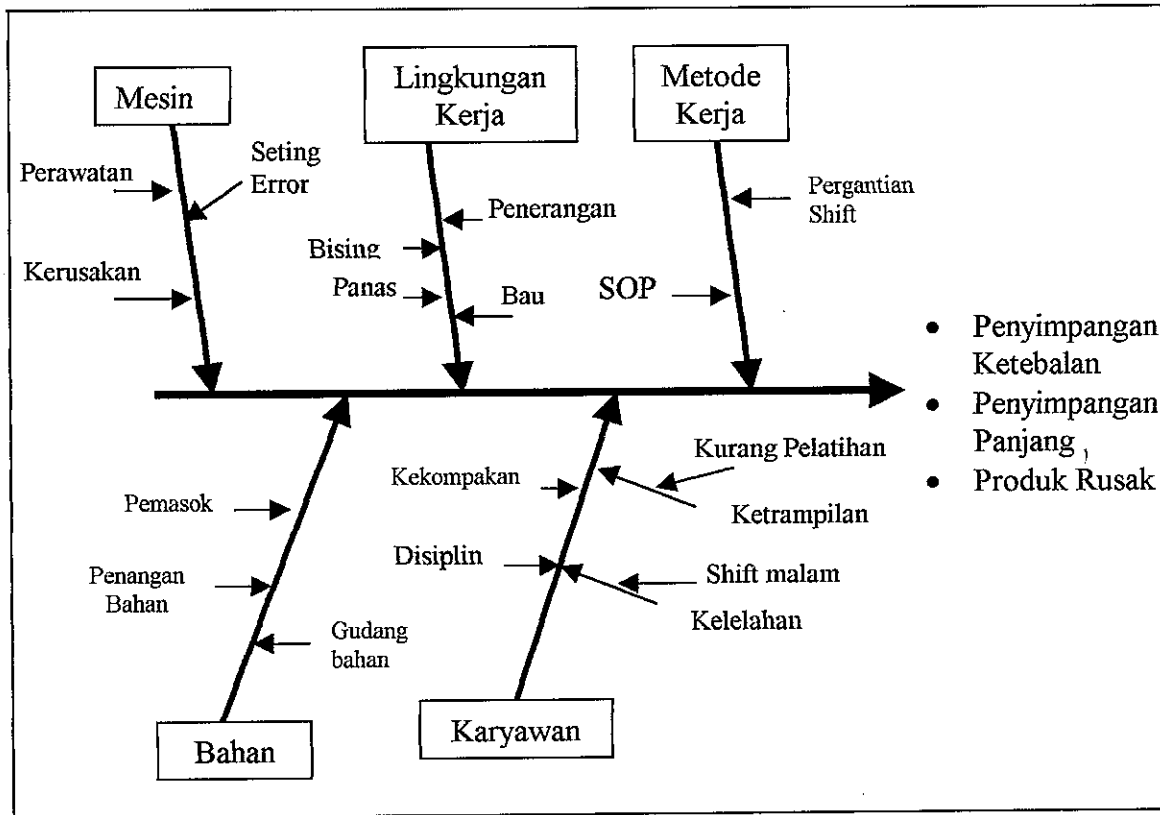 Mesin
Lingkungan
Kerja
Metode
Kerja
Perawatan
Seting
Error
Kerusakan
Penerangan
Bising
Panas
Bau
Pergantian
Shift
SOP
• Penyimpangan
Ketebalan
• Penyimpangan
Panjang
• Produk Rusak
Pemasok
Penangan
Bahan
Gudang
bahan
Kekompakan
Kurang Pelatihan
Ketrampilan
Disiplin
Shift malam
Kelelahan
Bahan
Karyawan